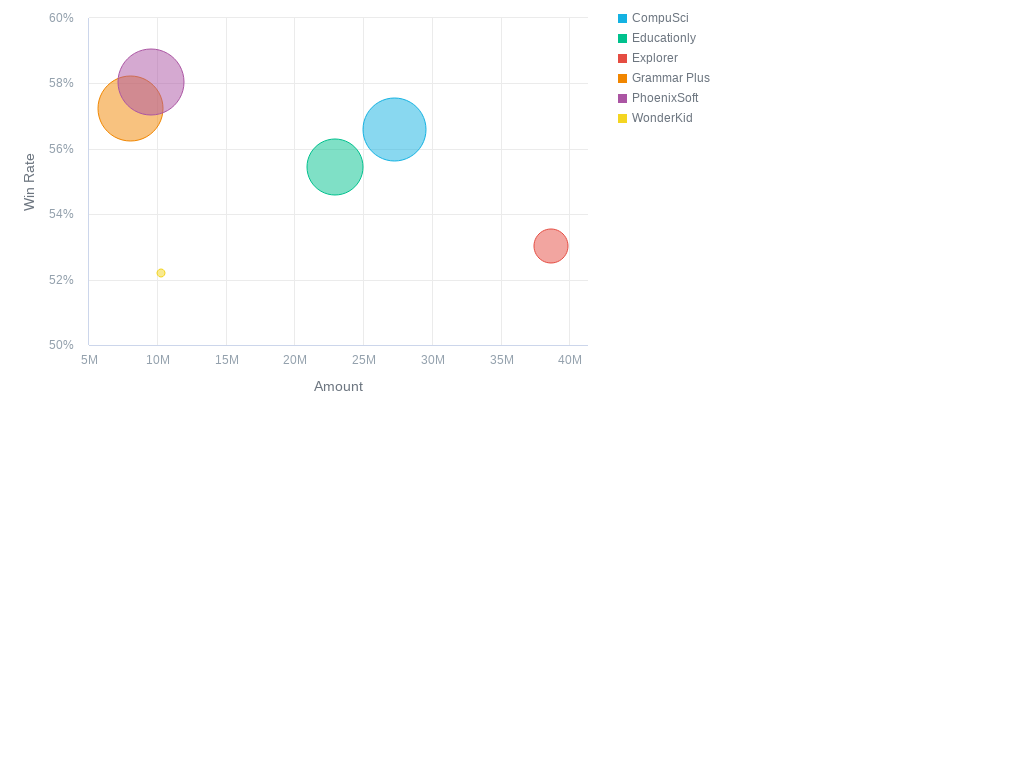 60%
58%
56%
54%
52%
50%
Win Rate
5M 10M 15M 20M 25M 30M 35M 40M
Amount
CompuSci
Educationly
Explorer
Grammar Plus
PhoenixSoft
WonderKid